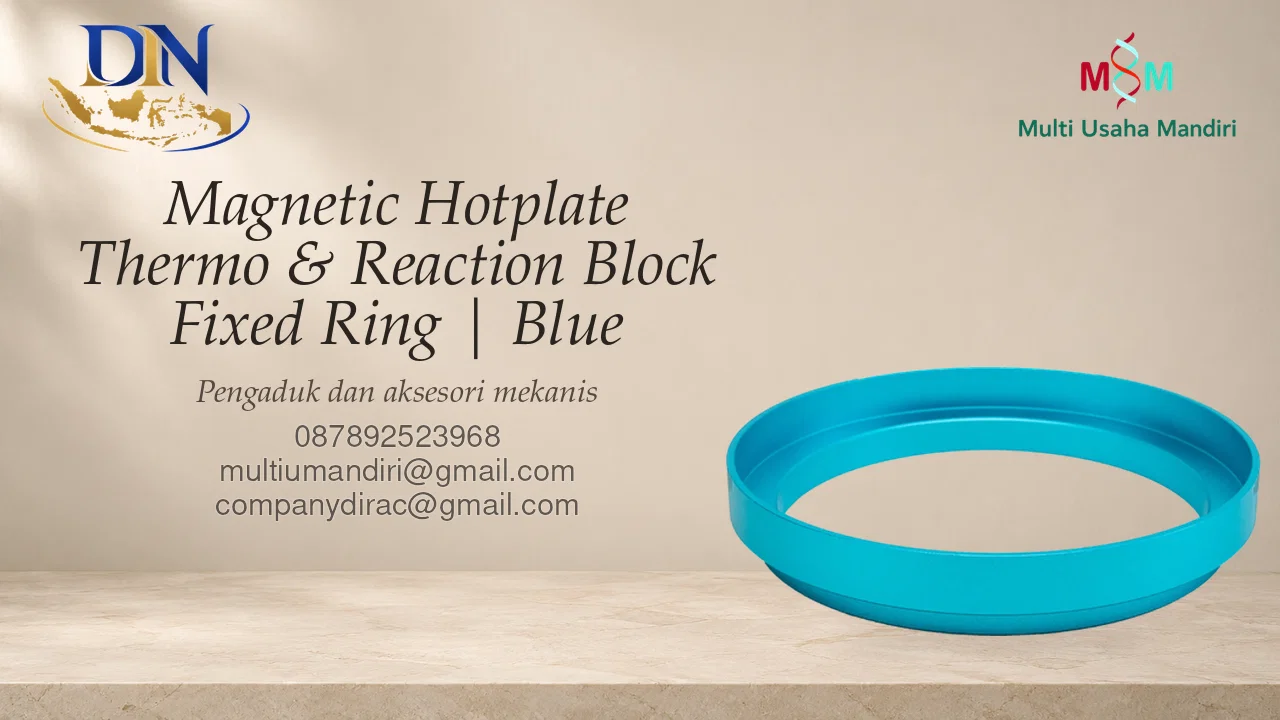 DIN
M8M
Multi Usaha Mandiri
Magnetic Hotplate
Thermo & Reaction Block
Fixed Ring | Blue
Pengaduk dan aksesori mekanis
087892523968
multiumandiri@gmail.com
companydirac@gmail.com